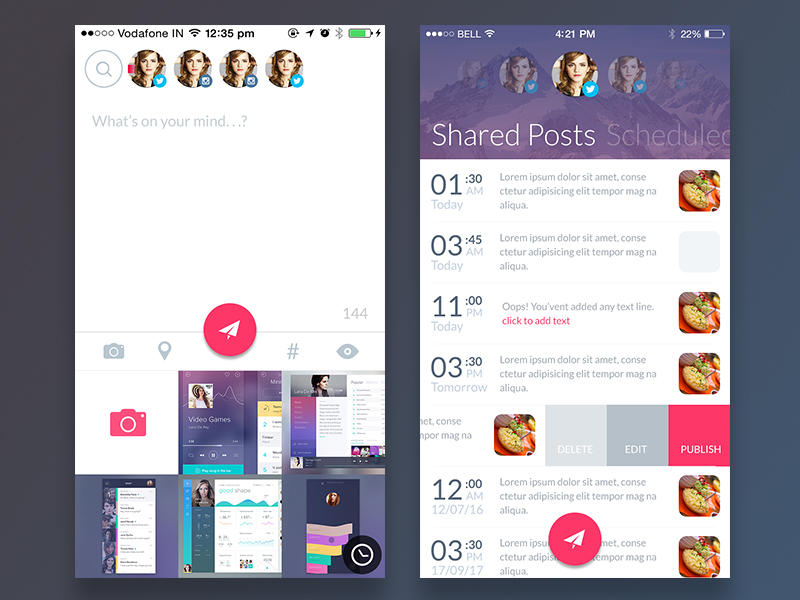 Vodafone IN 12:35 pm
What's on your mind. . .?
144
#
Video Games
Lana Del Rey
Play song in the bar
Popular
good shape
BELL 4:21 PM 22%
Shared Posts Scheduled
01 :30 AM
Today
Lorem ipsum dolor sit amet, conse
ctetur adipisicing elit tempor mag na
aliqua.
03 :45 AM
Today
Lorem ipsum dolor sit amet, conse
ctetur adipisicing elit tempor mag na
aliqua.
11 :00 PM
Today
Oops! You'vent added any text line.
click to add text
03 :30 PM
Tomorrow
Lorem ipsum dolor sit amet, conse
ctetur adipisicing elit tempor mag na
aliqua.
met, conse
mpor mag na
DELETE EDIT PUBLISH
12 :00 AM
12/07/16
Lorem ipsum dolor sit amet, conse
ctetur adipisicing elit tempor mag na
aliqua.
03 :30 PM
17/09/17
Lorem ipsum dolor sit amet, conse
ctetur adipisicing elit tempor mag na
aliqua.